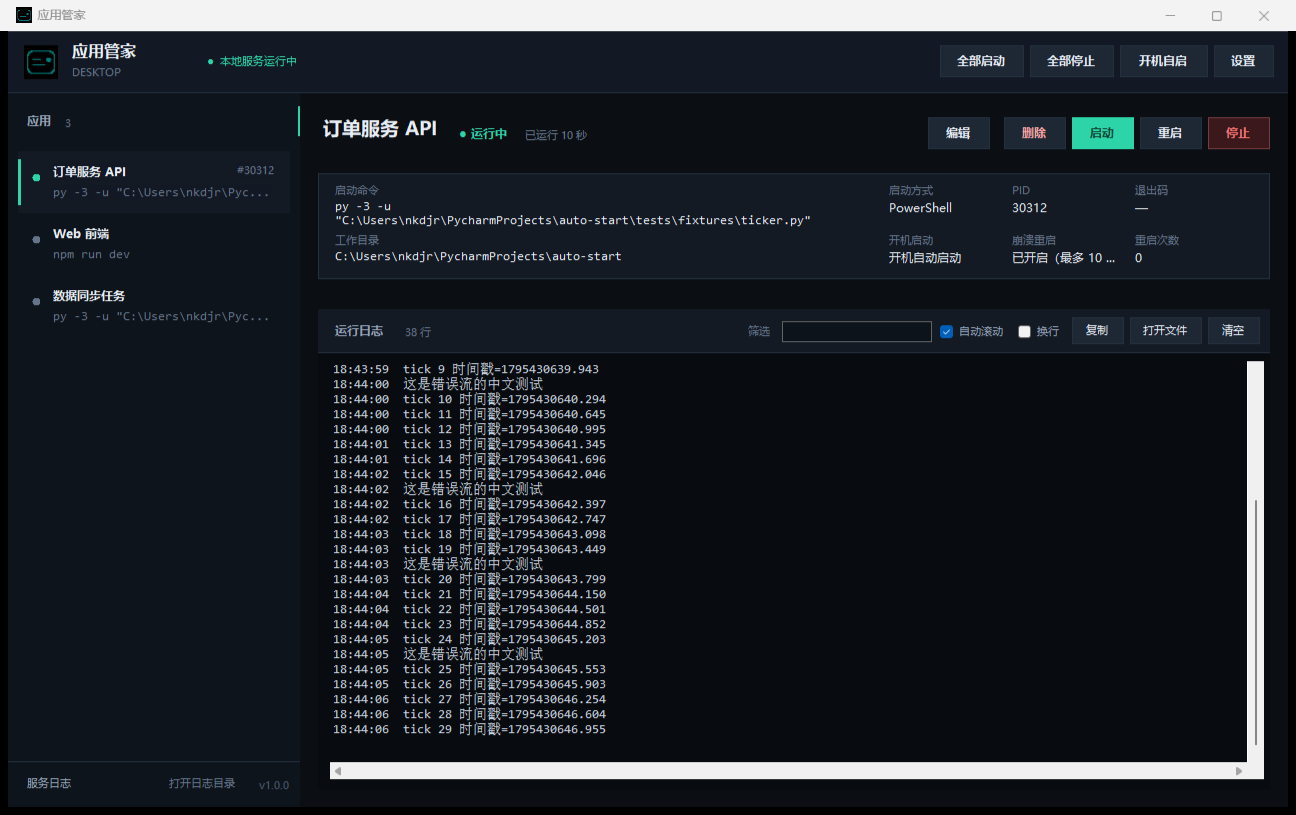 应用管家
应用管家
DESKTOP
本地服务运行中
全部启动 全部停止 开机自启 设置
应用 3
订单服务 API #30312
py -3 -u "C:\Users\nkdjr\Pyc...
Web 前端
npm run dev
数据同步任务
py -3 -u "C:\Users\nkdjr\Pyc...
服务日志 打开日志目录 v1.0.0
订单服务 API 运行中 已运行 10 秒
编辑 删除 启动 重启 停止
启动命令
py -3 -u
"C:\Users\nkdjr\PycharmProjects\auto-start\tests\fixtures\ticker.py"
工作目录
C:\Users\nkdjr\PycharmProjects\auto-start
启动方式 PID 退出码
PowerShell 30312 —
开机启动 崩溃重启 重启次数
开机自动启动 已开启（最多 10 ... 0
运行日志 38 行 筛选 自动滚动 换行 复制 打开文件 清空
18:43:59 tick 9 时间戳=1795430639.943
18:44:00 这是错误流的中文测试
18:44:00 tick 10 时间戳=1795430640.294
18:44:00 tick 11 时间戳=1795430640.645
18:44:00 tick 12 时间戳=1795430640.995
18:44:01 tick 13 时间戳=1795430641.345
18:44:01 tick 14 时间戳=1795430641.696
18:44:02 tick 15 时间戳=1795430642.046
18:44:02 这是错误流的中文测试
18:44:02 tick 16 时间戳=1795430642.397
18:44:02 tick 17 时间戳=1795430642.747
18:44:03 tick 18 时间戳=1795430643.098
18:44:03 tick 19 时间戳=1795430643.449
18:44:03 这是错误流的中文测试
18:44:03 tick 20 时间戳=1795430643.799
18:44:04 tick 21 时间戳=1795430644.150
18:44:04 tick 22 时间戳=1795430644.501
18:44:04 tick 23 时间戳=1795430644.852
18:44:05 tick 24 时间戳=1795430645.203
18:44:05 这是错误流的中文测试
18:44:05 tick 25 时间戳=1795430645.553
18:44:05 tick 26 时间戳=1795430645.903
18:44:06 tick 27 时间戳=1795430646.254
18:44:06 tick 28 时间戳=1795430646.604
18:44:06 tick 29 时间戳=1795430646.955